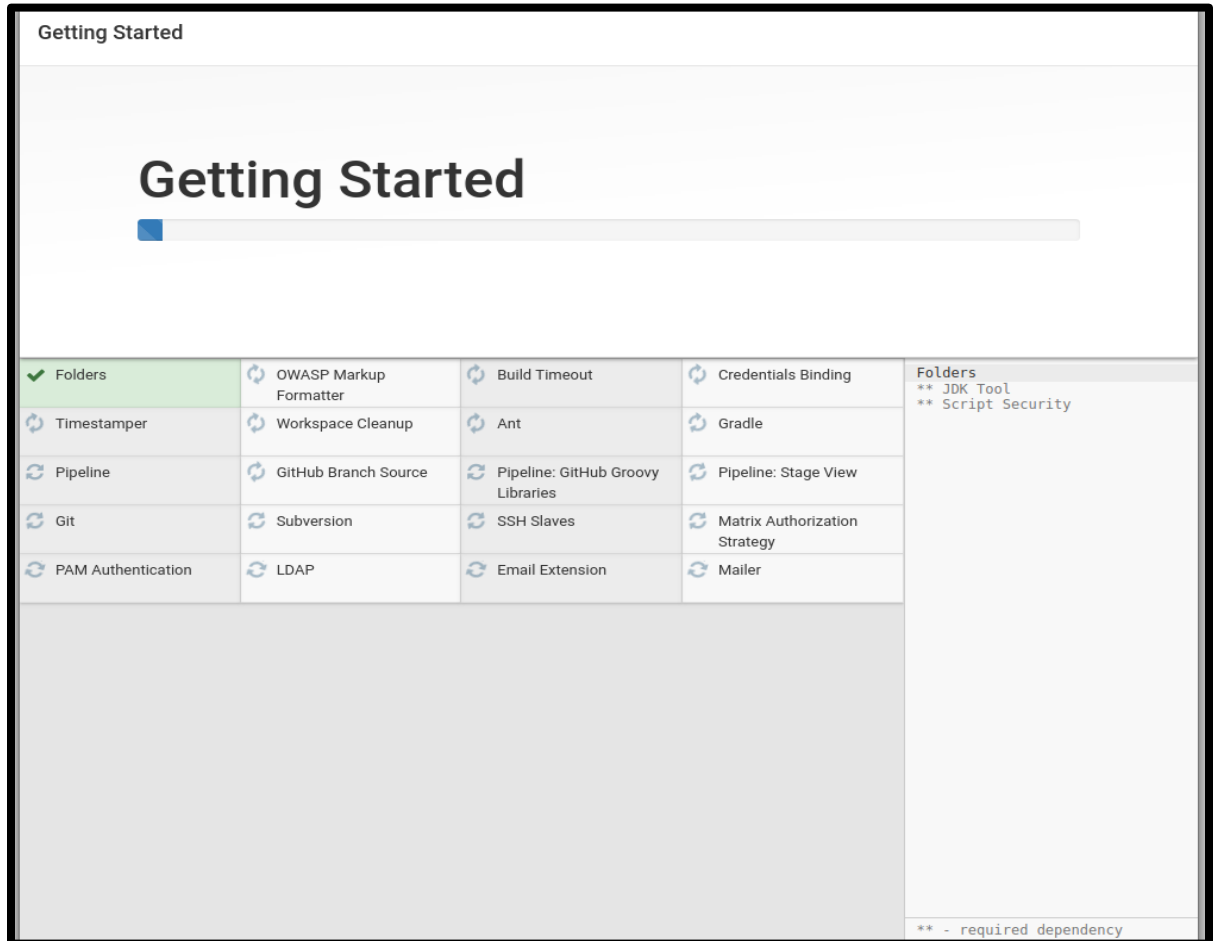 Getting Started
Getting Started
Folders
OWASP Markup
Formatter
Build Timeout
Credentials Binding
Timestamper
Workspace Cleanup
Ant
Gradle
Pipeline
GitHub Branch Source
Pipeline: GitHub Groovy
Libraries
Pipeline: Stage View
Git
Subversion
SSH Slaves
Matrix Authorization
Strategy
PAM Authentication
LDAP
Email Extension
Mailer
Folders
** JDK Tool
** Script Security
** - required dependency